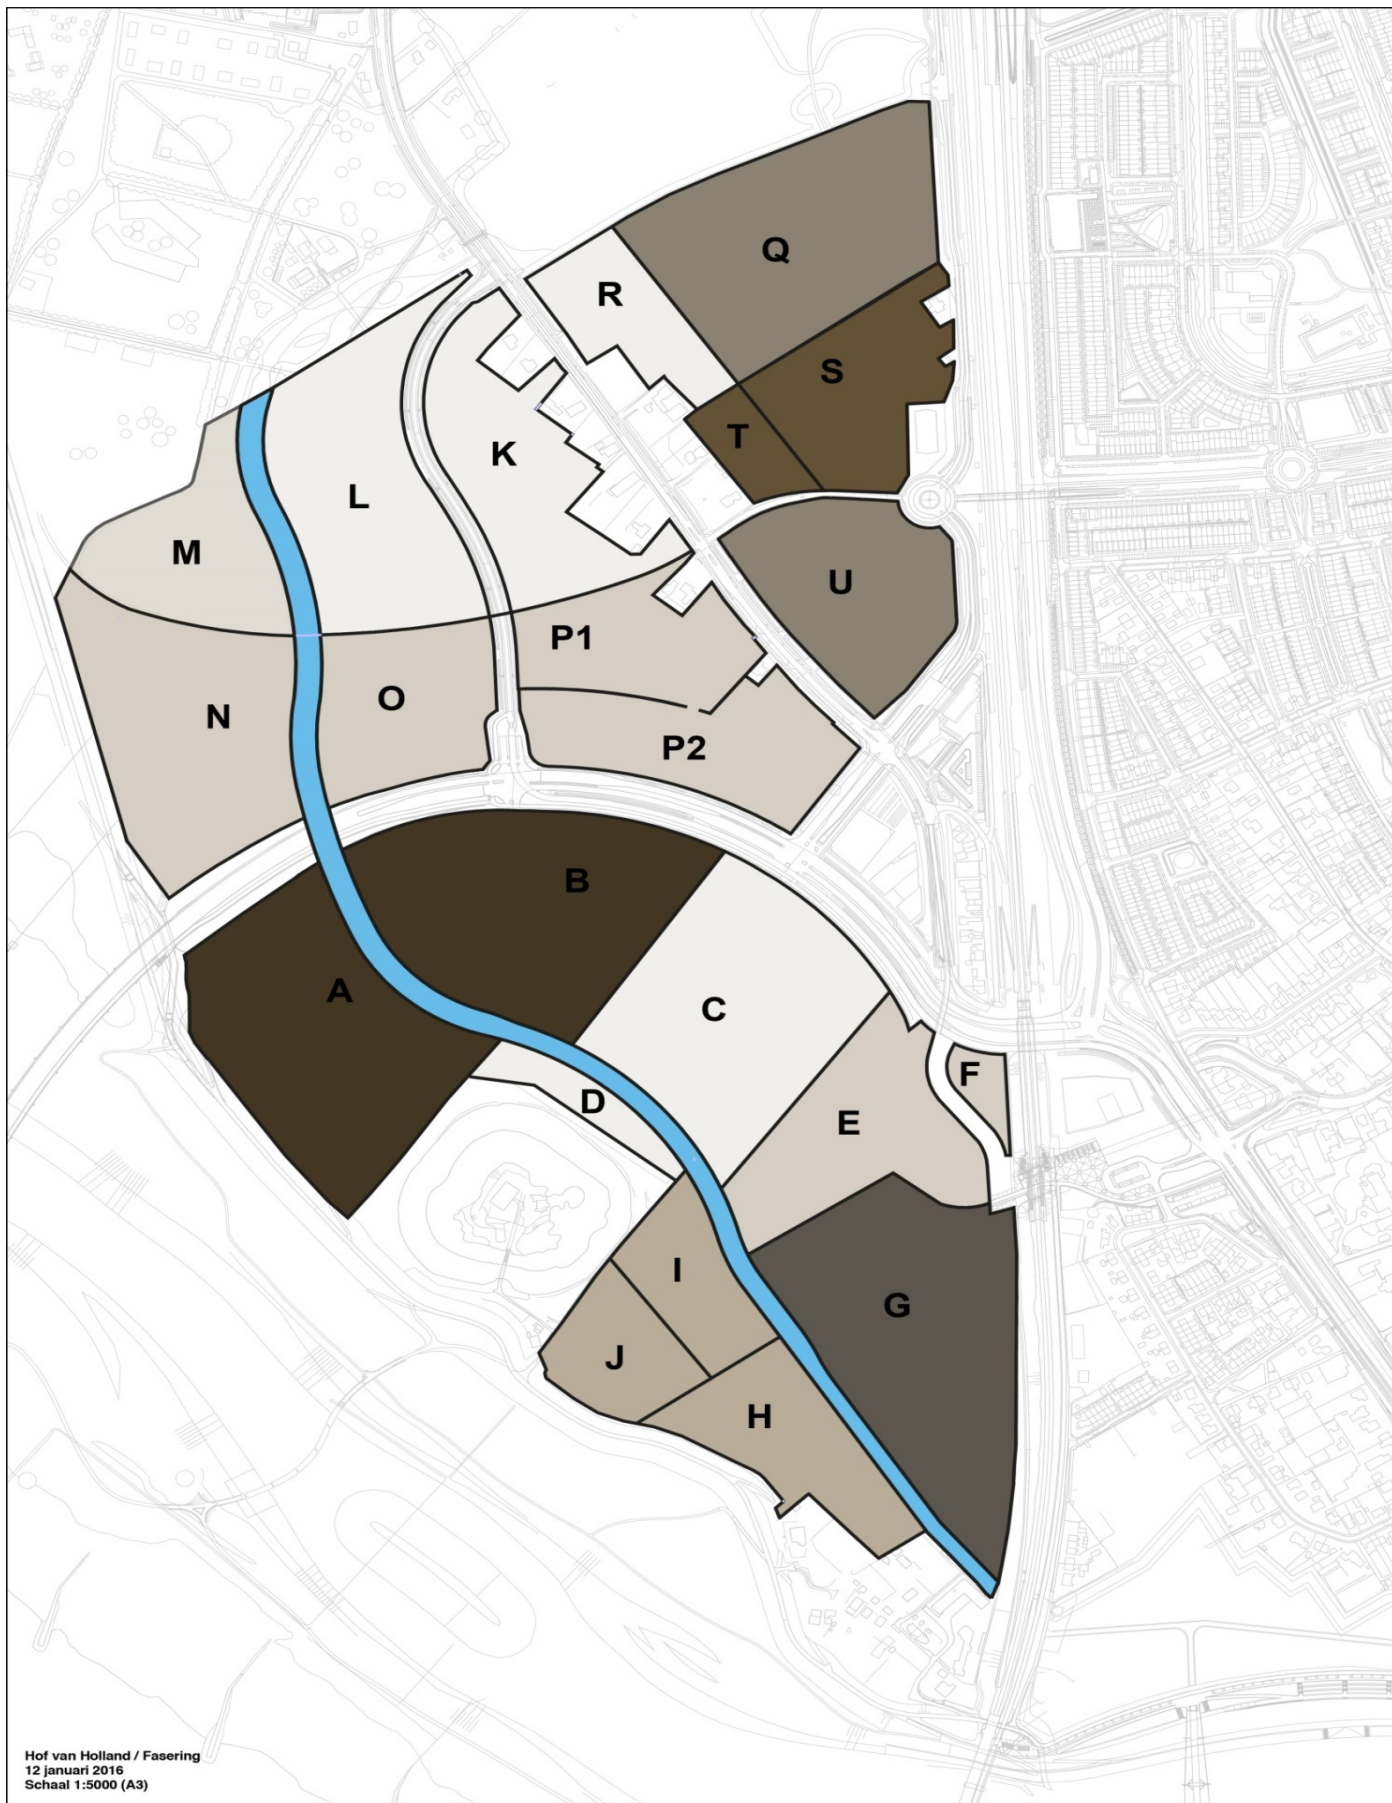 Q
R
S
T
K
L
M
U
P1
O
N
P2
B
A
C
F
D
E
I
G
J
H
Hof van Holland / Fasering
12 januari 2016
Schaal 1:5000 (A3)